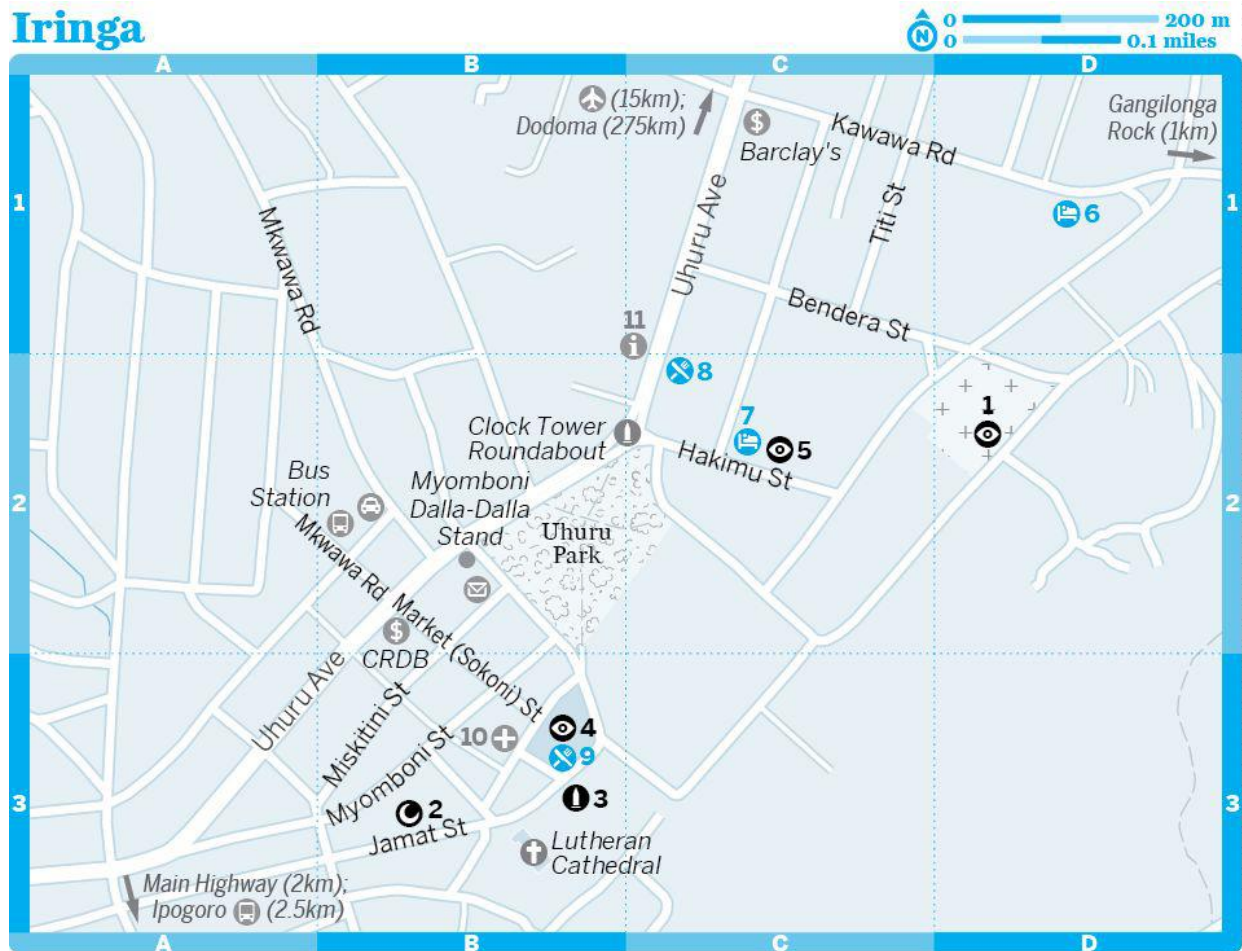 Iringa
N
0 200 m
0 0.1 miles
A B C D
1
2
3
1
2
3
A B C D
(15km);
Dodoma (275km)
Barclay's
Kawawa Rd
Gangilonga
Rock (1km)
6
Titi St
Uhuru Ave
Mkwawa Rd
Bendera St
11
8
Clock Tower
Roundabout
7
5
Hakimu St
1
Bus
Station
Myomboni
Dalla-Dalla
Stand
Uhuru
Park
Mkwawa Rd
Market (Sokoni) St
$
CRDB
$
Uhuru Ave
Miskitini St
Myomboni St
10
4
9
3
2
Jamat St
Lutheran
Cathedral
Main Highway (2km);
Ipogoro (2.5km)